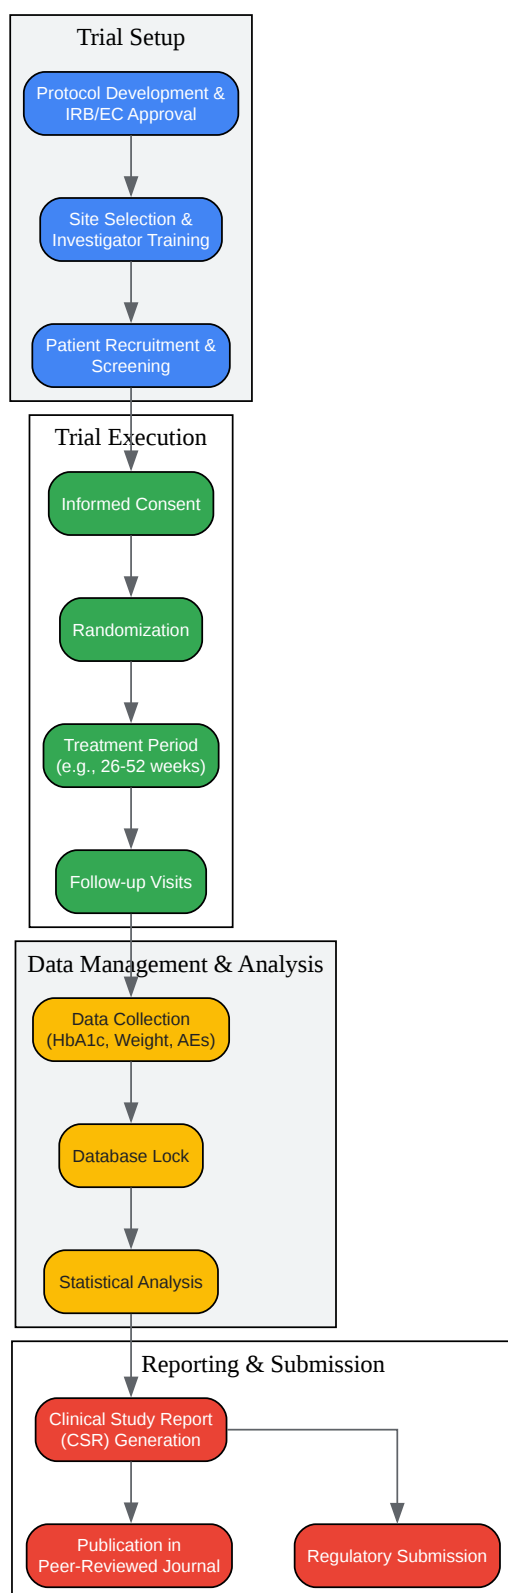 Trial Setup
Protocol Development &
IRB/EC Approval
Site Selection &
Investigator Training
Patient Recruitment &
Screening
Trial Execution
Informed Consent
Randomization
Treatment Period
(e.g., 26-52 weeks)
Follow-up Visits
Data Management & Analysis
Data Collection
(HbA1c, Weight, AEs)
Database Lock
Statistical Analysis
Reporting & Submission
Clinical Study Report
(CSR) Generation
Publication in
Peer-Reviewed Journal
Regulatory Submission